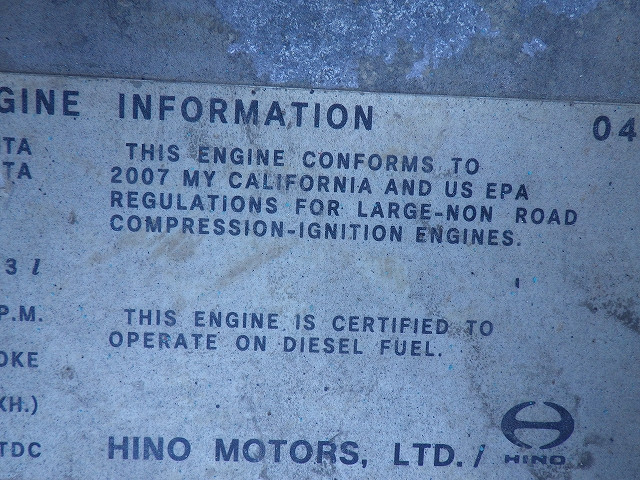 GINE INFORMATION
04
TA
TA
THIS ENGINE CONFORMS TO
2007 MY CALIFORNIA AND US EPA
REGULATIONS FOR LARGE-NON ROAD
COMPRESSION-IGNITION ENGINES.
3 l
P.M.
THIS ENGINE IS CERTIFIED TO
OPERATE ON DIESEL FUEL.
OKE
XH.)
TDC
HINO MOTORS, LTD. /
HINO